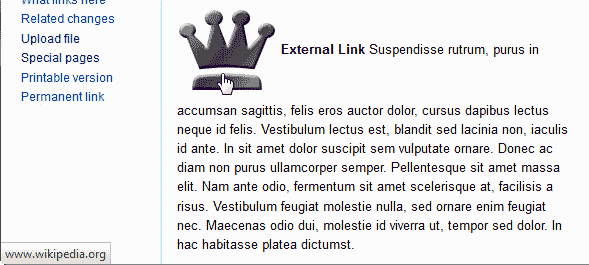 What links here
Related changes
Upload file
Special pages
Printable version
Permanent link
External Link Suspendisse rutrum, purus in
accumsan sagittis, felis eros auctor dolor, cursus dapibus lectus
neque id felis. Vestibulum lectus est, blandit sed lacinia non, iaculis
id ante. In sit amet dolor suscipit sem vulputate ornare. Donec ac
diam non purus ullamcorper semper. Pellentesque sit amet massa
elit. Nam ante odio, fermentum sit amet scelerisque at, facilisis a
risus. Vestibulum feugiat molestie nulla, sed ornare enim feugiat
nec. Maecenas odio dui, molestie id viverra ut, tempor sed dolor. In
hac habitasse platea dictumst.
www.wikipedia.org